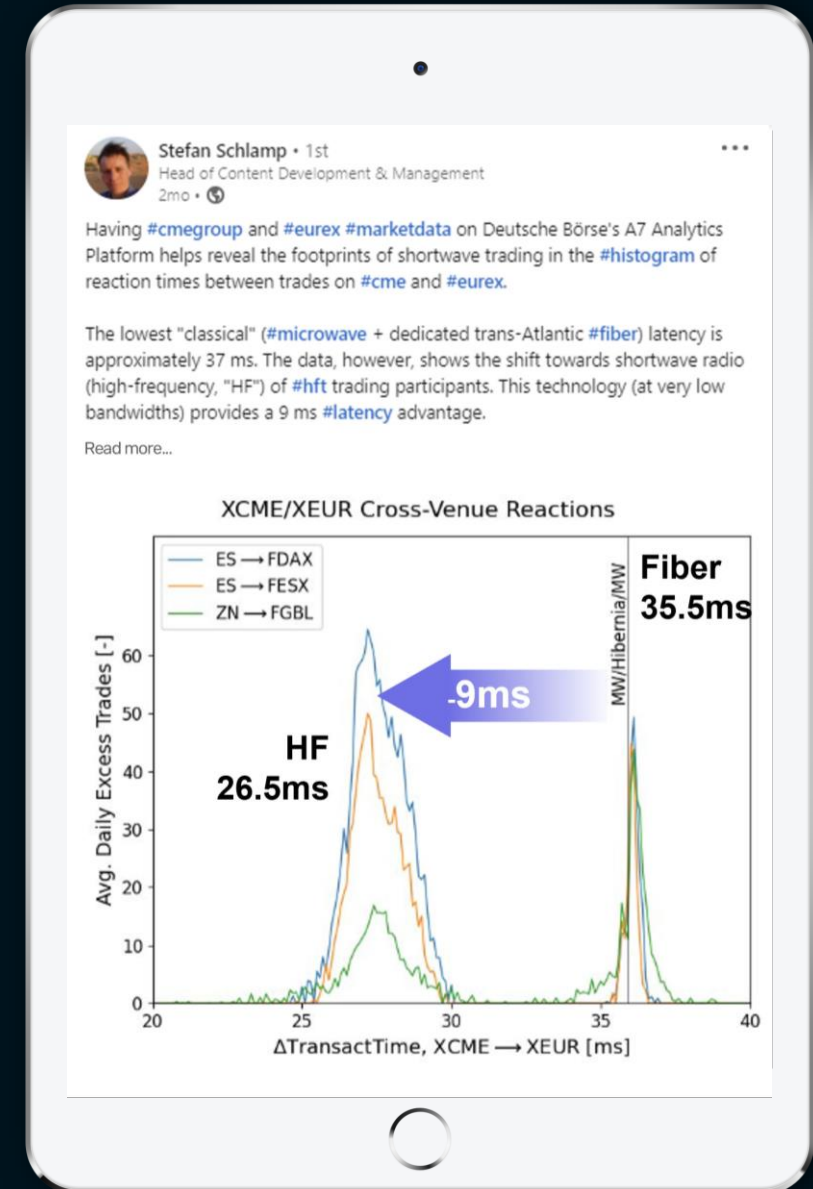 Stefan Schlamp • 1st
Head of Content Development & Management
2mo •
Having #cmegroup and #eurex #marketdata on Deutsche Börse's A7 Analytics
Platform helps reveal the footprints of shortwave trading in the #histogram of
reaction times between trades on #cme and #eurex.
The lowest "classical" (#microwave + dedicated trans-Atlantic #fiber) latency is
approximately 37 ms. The data, however, shows the shift towards shortwave radio
(high-frequency, "HF") of #hft trading participants. This technology (at very low
bandwidths) provides a 9 ms #latency advantage.
Read more...
XCME/XEUR Cross-Venue Reactions
ES → FDAX
ES → FESX
ZN → FGBL
MW/Hibernia/MW
Fiber
35.5ms
-9ms
HF
26.5ms
Avg. Daily Excess Trades [-]
60
50
40
30
20
10
0
20 25 30 35 40
ΔTransactTime, XCME → XEUR [ms]